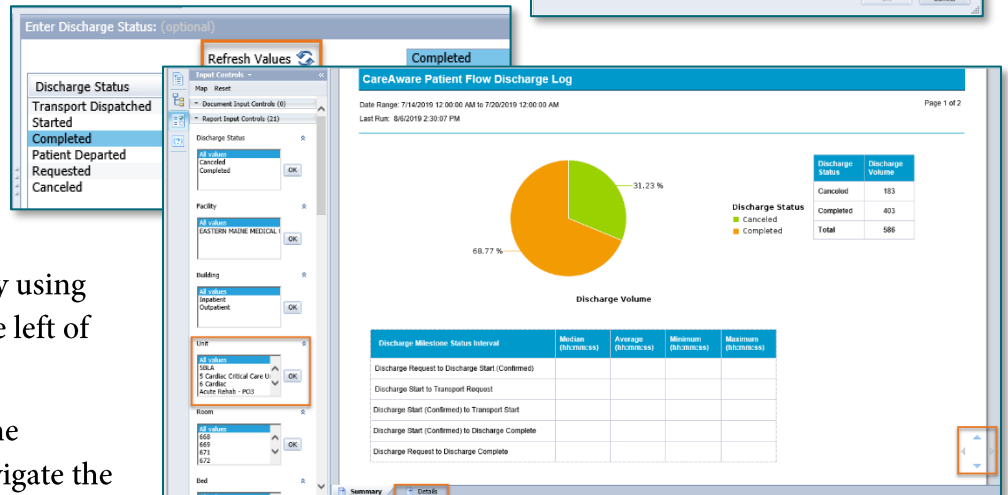 Enter Discharge Status: (optional)
Refresh Values
Completed
Discharge Status
Transport Dispatched
Started
Completed
Patient Departed
Requested
Canceled
y using
e left of
ne
vigate the
Input Controls
Map Reset
Document Input Controls (0)
Report Input Controls (21)
Discharge Status
All values
Canceled
Completed
OK
Facility
All values
EASTERN MAINE MEDICAL
OK
Building
All values
Inpatient
Outpatient
OK
Unit
All values
5BLA
5 Cardiac Critical Care U
6 Cardiac
Acute Rehab - PO3
OK
Room
All values
668
669
671
672
OK
Bed
CareAware Patient Flow Discharge Log
Date Range: 7/14/2019 12:00:00 AM to 7/20/2019 12:00:00 AM
Page 1 of 2
Last Run: 8/6/2019 2:30:07 PM
31.23 %
68.77 %
Discharge Volume
Discharge Status
Canceled
Completed
Discharge Status Discharge Volume
Canceled 183
Completed 403
Total 586
Discharge Milestone Status Interval Median (hh:mm:ss) Average (hh:mm:ss) Minimum (hh:mm:ss) Maximum (hh:mm:ss)
Discharge Request to Discharge Start (Confirmed)
Discharge Start to Transport Request
Discharge Start (Confirmed) to Transport Start
Discharge Start (Confirmed) to Discharge Complete
Discharge Request to Discharge Complete
Summary Details